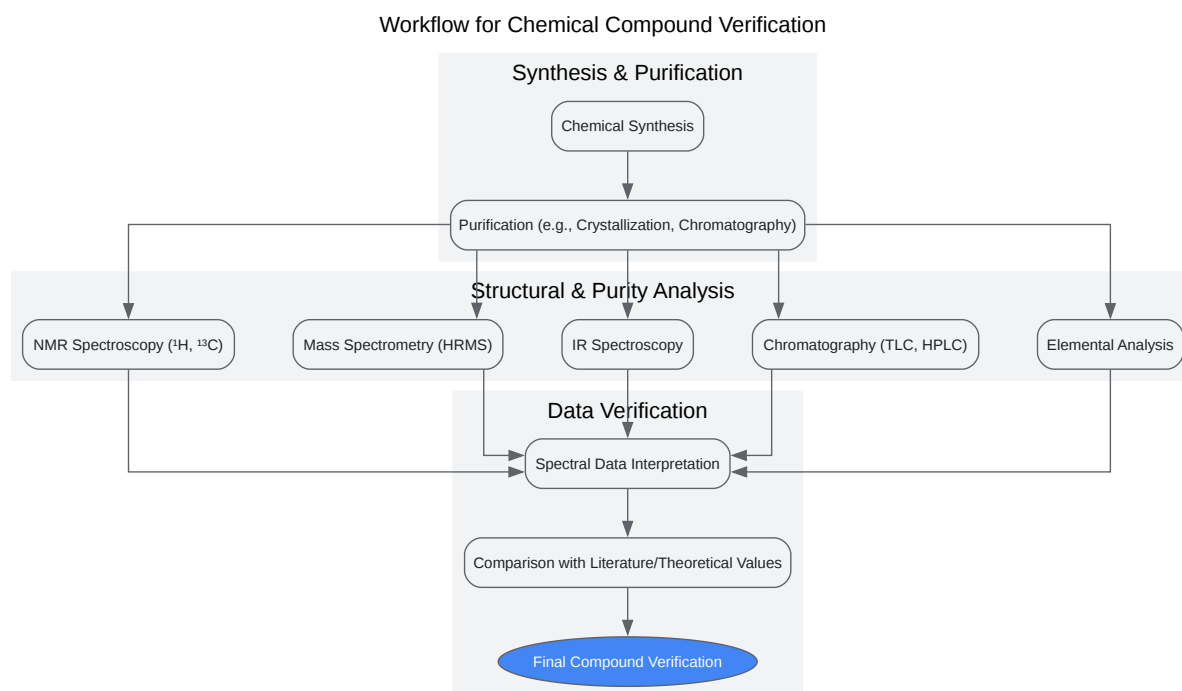 Workflow for Chemical Compound Verification
Synthesis & Purification
Chemical Synthesis
Purification (e.g., Crystallization, Chromatography)
Structural & Purity Analysis
NMR Spectroscopy (¹H, ¹³C)
Mass Spectrometry (HRMS)
IR Spectroscopy
Chromatography (TLC, HPLC)
Elemental Analysis
Data Verification
Spectral Data Interpretation
Comparison with Literature/Theoretical Values
Final Compound Verification